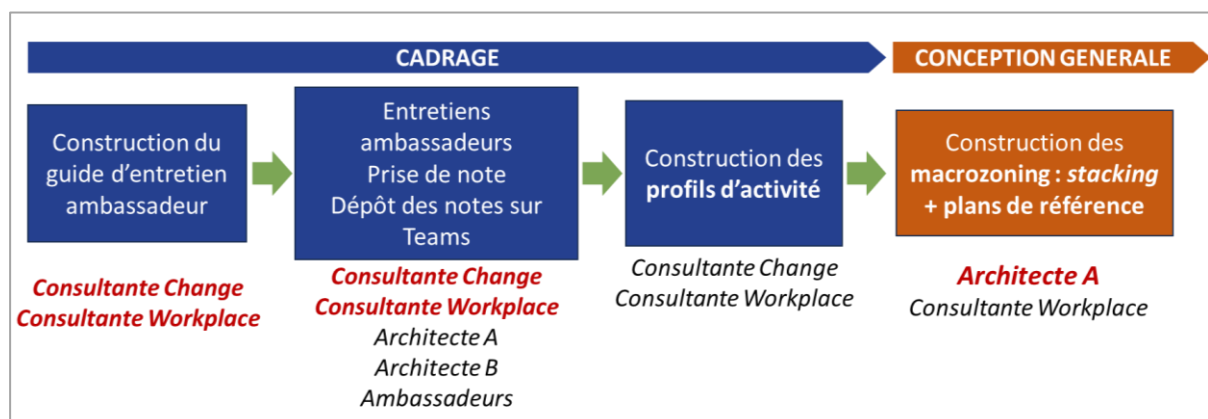 CADRAGE
CONCEPTION GENERALE
Construction du
guide d’entretien
ambassadeur
Entretiens
ambassadeurs
Prise de note
Dépôt des notes sur
Teams
Construction des
profils d’activité
Construction des
macrozoning : stacking
+ plans de référence
Consultante Change
Consultante Workplace
Consultante Change
Consultante Workplace
Architecte A
Architecte B
Ambassadeurs
Consultante Change
Consultante Workplace
Architecte A
Consultante Workplace